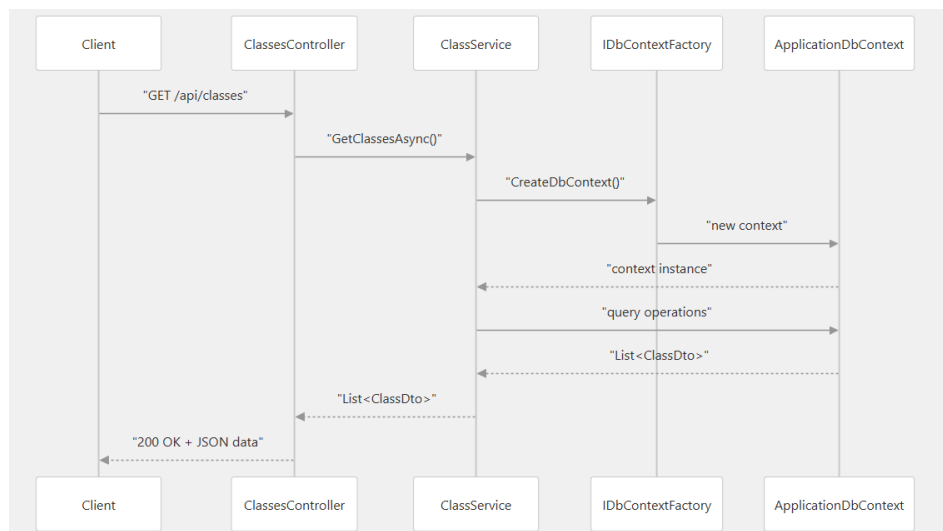 Client ClassesController ClassService IDbContextFactory ApplicationDbContext
"GET /api/classes"
"GetClassesAsync()"
"CreateDbContext()"
"new context"
"context instance"
"query operations"
"List<ClassDto>"
"List<ClassDto>"
"200 OK + JSON data"
Client ClassesController ClassService IDbContextFactory ApplicationDbContext